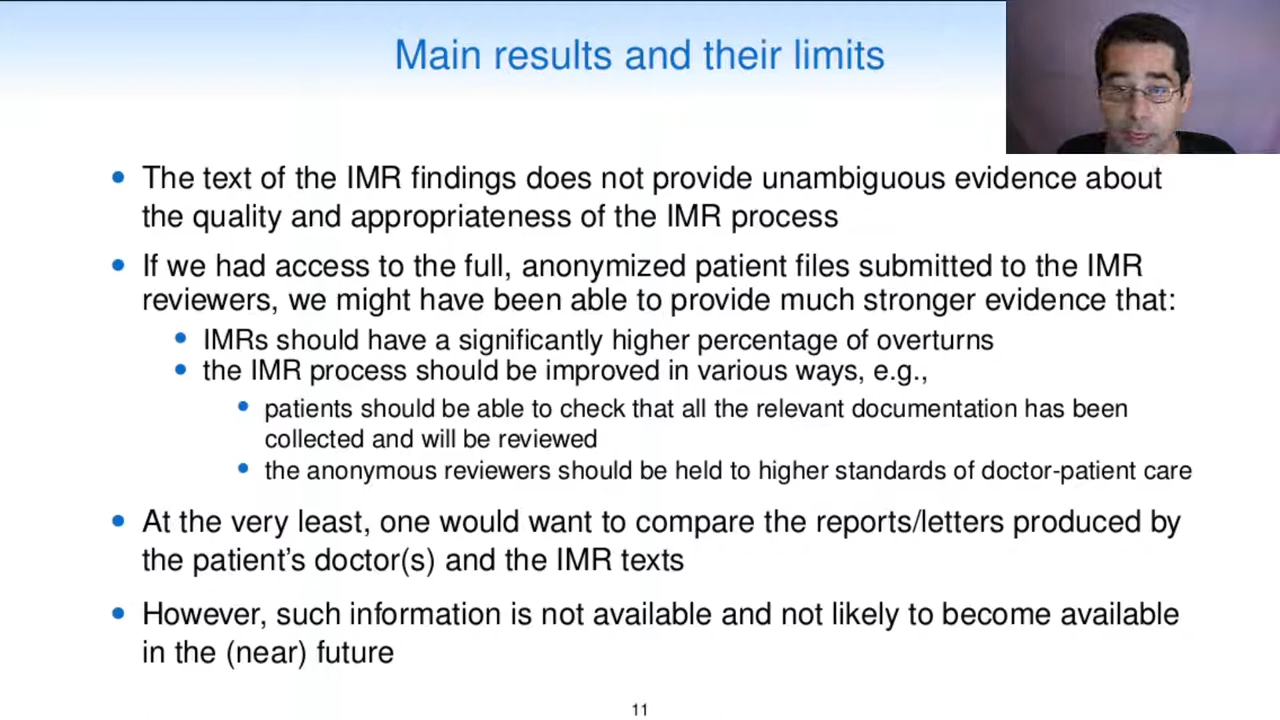 Main results and their limits
• The text of the IMR findings does not provide unambiguous evidence about
the quality and appropriateness of the IMR process
• If we had access to the full, anonymized patient files submitted to the IMR
reviewers, we might have been able to provide much stronger evidence that:
• IMRs should have a significantly higher percentage of overturns
• the IMR process should be improved in various ways, e.g.,
• patients should be able to check that all the relevant documentation has been
collected and will be reviewed
• the anonymous reviewers should be held to higher standards of doctor-patient care
• At the very least, one would want to compare the reports/letters produced by
the patient’s doctor(s) and the IMR texts
• However, such information is not available and not likely to become available
in the (near) future
11